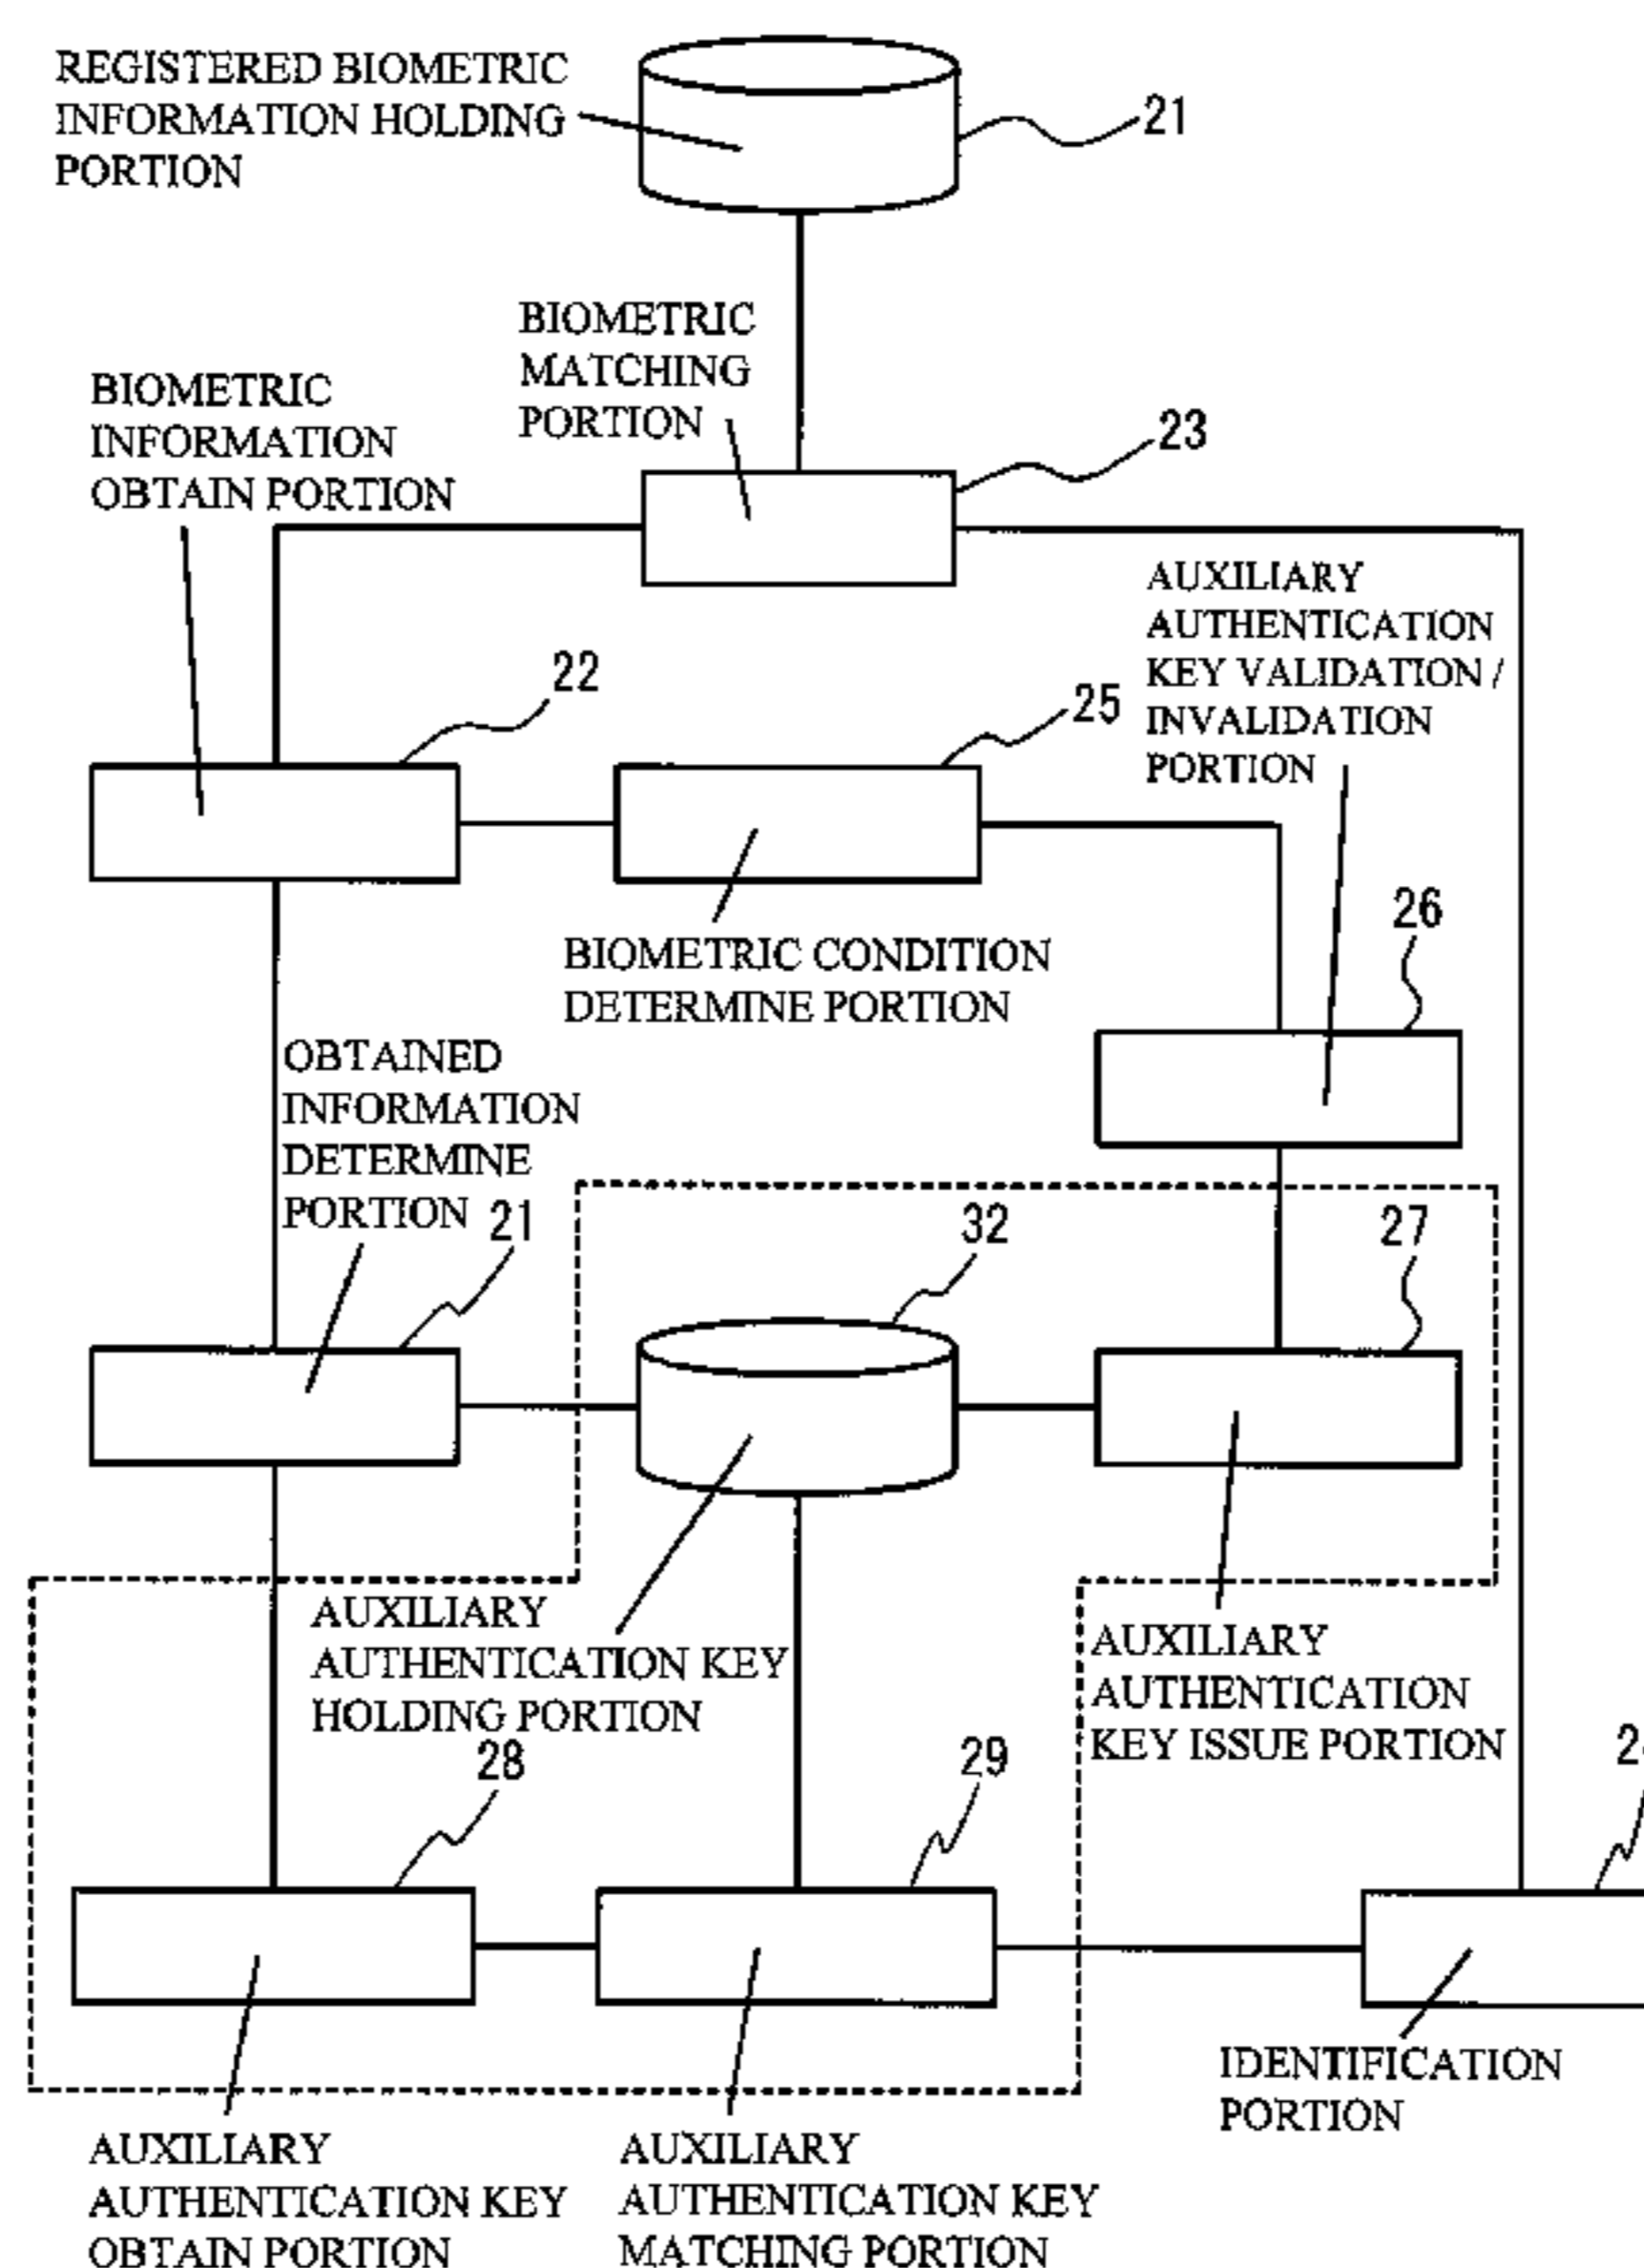 REGISTERED BIOMETRIC
INFORMATION HOLDING
PORTION
21
BIOMETRIC
MATCHING
PORTION
23
BIOMETRIC
INFORMATION
OBTAIN PORTION
22
25
AUXILIARY
AUTHENTICATION
KEY VALIDATION /
INVALIDATION
PORTION
26
BIOMETRIC CONDITION
DETERMINE PORTION
OBTAINED
INFORMATION
DETERMINE
PORTION
21
32
27
AUXILIARY
AUTHENTICATION KEY
HOLDING PORTION
AUXILIARY
AUTHENTICATION
KEY ISSUE PORTION
28
29
IDENTIFICATION
PORTION
AUXILIARY
AUTHENTICATION KEY
OBTAIN PORTION
AUXILIARY
AUTHENTICATION KEY
MATCHING PORTION